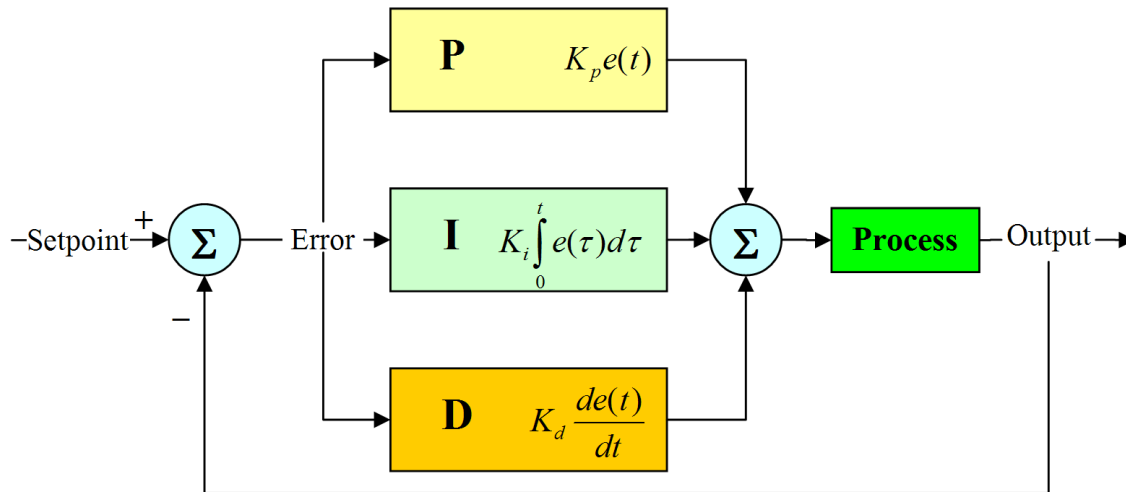 P K_p e(t)
Setpoint + Σ Error I K_i ∫_0^t e(τ)dτ Σ Process Output
−
D K_d de(t)/dt